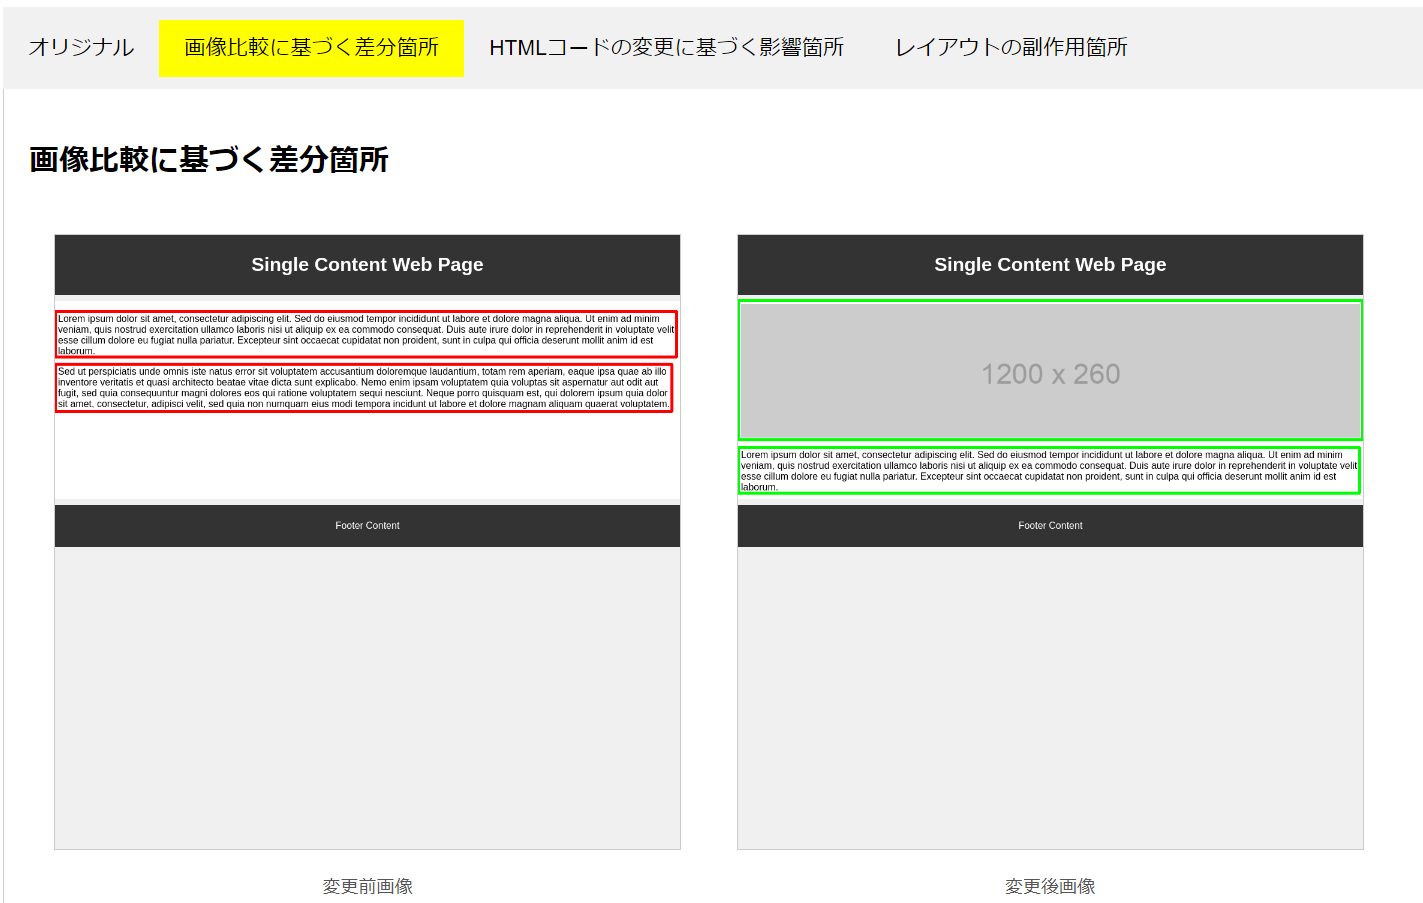 オリジナル 画像比較に基づく差分箇所 HTMLコードの変更に基づく影響箇所 レイアウトの副作用箇所
画像比較に基づく差分箇所
Single Content Web Page
Lorem ipsum dolor sit amet, consectetur adipiscing elit. Sed do eiusmod tempor incididunt ut labore et dolore magna aliqua. Ut enim ad minim
veniam, quis nostrud exercitation ullamco laboris nisi ut aliquip ex ea commodo consequat. Duis aute irure dolor in reprehenderit in voluptate velit
esse cillum dolore eu fugiat nulla pariatur. Excepteur sint occaecat cupidatat non proident, sunt in culpa qui officia deserunt mollit anim id est
laborum.
Sed ut perspiciatis unde omnis iste natus error sit voluptatem accusantium doloremque laudantium, totam rem aperiam, eaque ipsa quae ab illo
inventore veritatis et quasi architecto beatae vitae dicta sunt explicabo. Nemo enim ipsam voluptatem quia voluptas sit aspernatur aut odit aut
fugit, sed quia consequuntur magni dolores eos qui ratione voluptatem sequi nesciunt. Neque porro quisquam est, qui dolorem ipsum quia dolor
sit amet, consectetur, adipisci velit, sed quia non numquam eius modi tempora incidunt ut labore et dolore magnam aliquam quaerat voluptatem.
Footer Content
変更前画像
Single Content Web Page
1200 x 260
Lorem ipsum dolor sit amet, consectetur adipiscing elit. Sed do eiusmod tempor incididunt ut labore et dolore magna aliqua. Ut enim ad minim
veniam, quis nostrud exercitation ullamco laboris nisi ut aliquip ex ea commodo consequat. Duis aute irure dolor in reprehenderit in voluptate velit
esse cillum dolore eu fugiat nulla pariatur. Excepteur sint occaecat cupidatat non proident, sunt in culpa qui officia deserunt mollit anim id est
laborum.
Footer Content
変更後画像